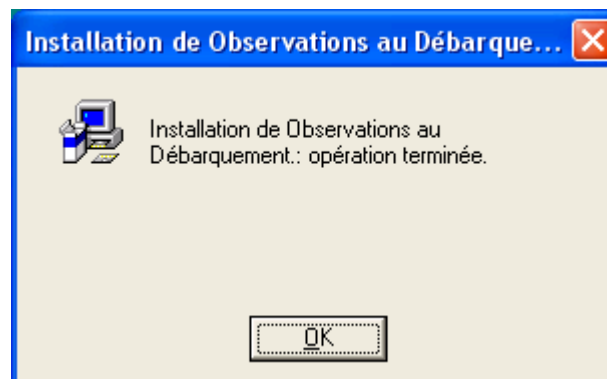 Installation de Observations au Débarque...
Installation de Observations au
Débarquement.: opération terminée.
OK